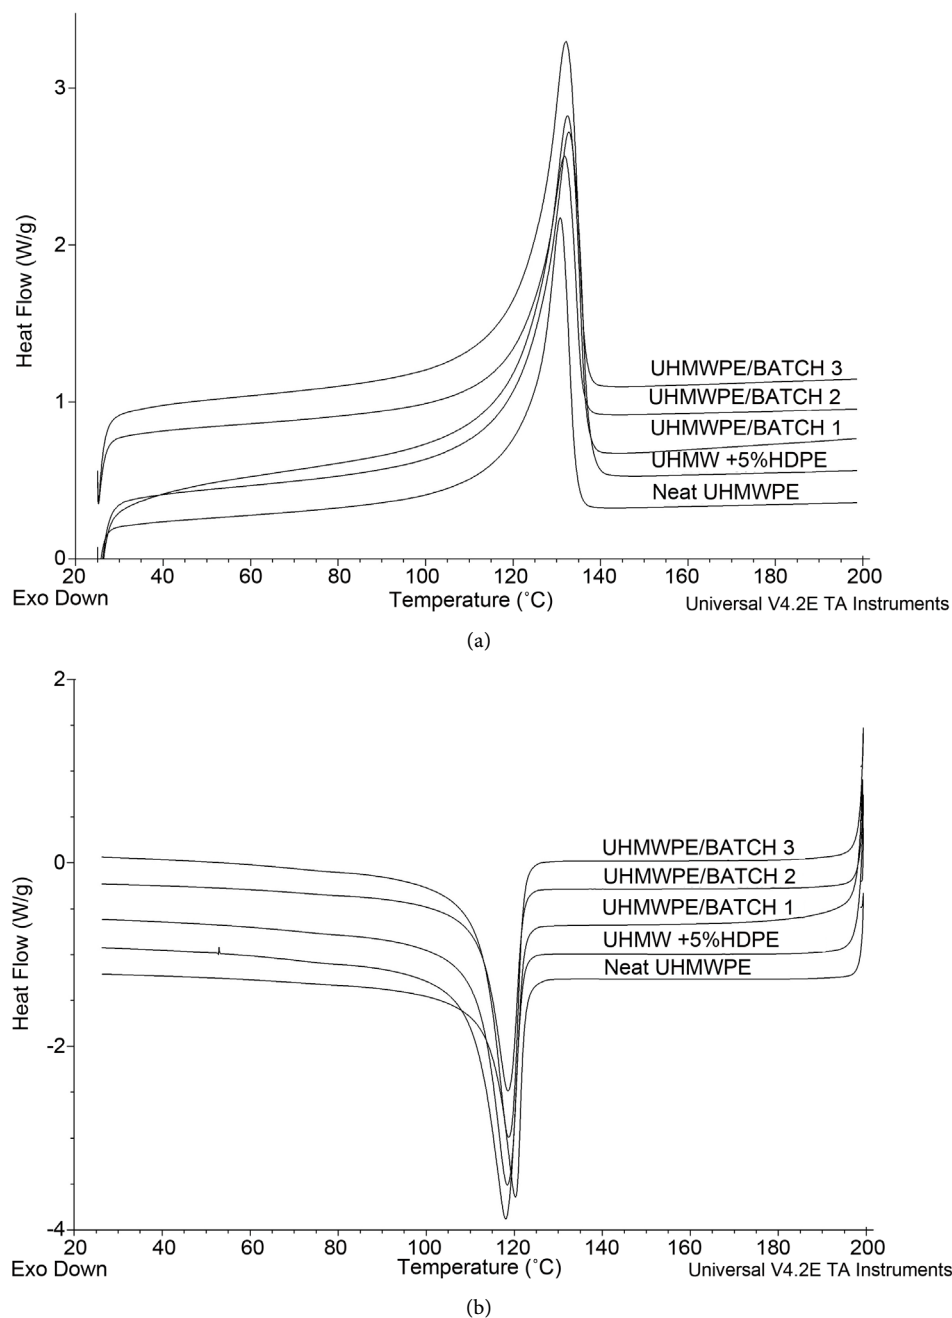 3
2
1
0
Heat Flow (W/g)
UHMWPE/BATCH 3
UHMWPE/BATCH 2
UHMWPE/BATCH 1
UHMW +5%HDPE
Neat UHMWPE
20 40 60 80 100 120 140 160 180 200
Exo Down Temperature (˚C) Universal V4.2E TA Instruments
(a)
2
0
-2
-4
Heat Flow (W/g)
UHMWPE/BATCH 3
UHMWPE/BATCH 2
UHMWPE/BATCH 1
UHMW +5%HDPE
Neat UHMWPE
20 40 60 80 100 120 140 160 180 200
Exo Down Temperature (˚C) Universal V4.2E TA Instruments
(b)